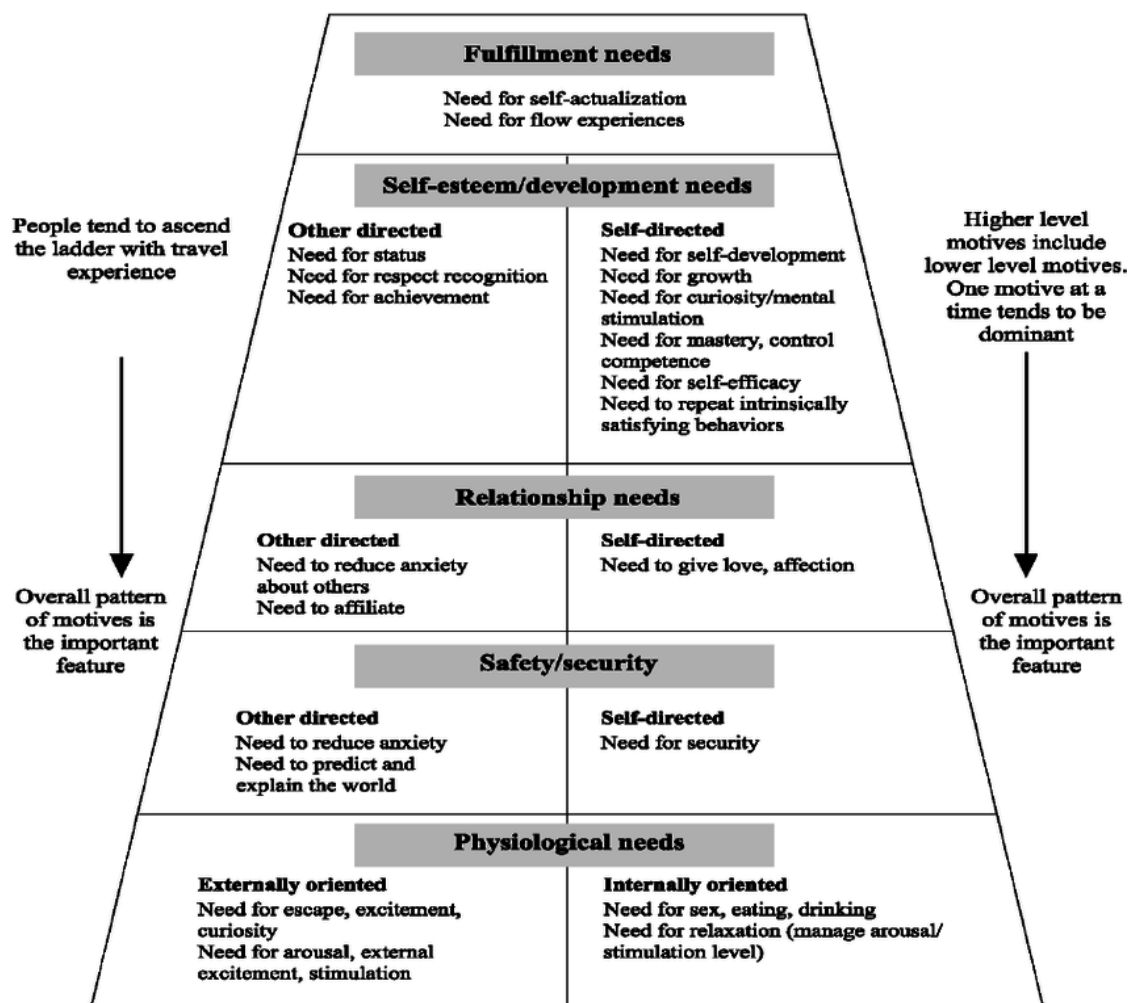 Fulfillment needs
Need for self-actualization
Need for flow experiences
Self-esteem/development needs
Other directed
Need for status
Need for respect recognition
Need for achievement
Self-directed
Need for self-development
Need for growth
Need for curiosity/mental
stimulation
Need for mastery, control
competence
Need for self-efficacy
Need to repeat intrinsically
satisfying behaviors
People tend to ascend
the ladder with travel
experience
Higher level
motives include
lower level motives.
One motive at a
time tends to be
dominant
Relationship needs
Other directed
Need to reduce anxiety
about others
Need to affiliate
Self-directed
Need to give love, affection
Overall pattern
of motives is
the important
feature
Overall pattern
of motives is
the important
feature
Safety/security
Other directed
Need to reduce anxiety
Need to predict and
explain the world
Self-directed
Need for security
Physiological needs
Externally oriented
Need for escape, excitement,
curiosity
Need for arousal, external
excitement, stimulation
Internally oriented
Need for sex, eating, drinking
Need for relaxation (manage arousal/
stimulation level)